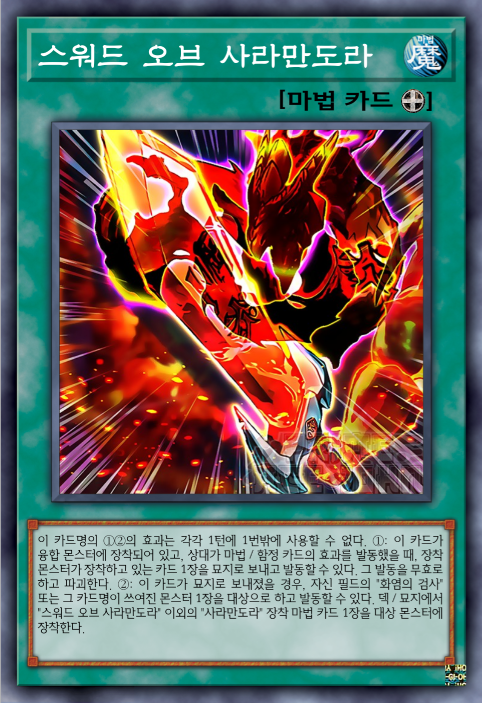 스워드 오브 사라만도라
마법
魔
[마법 카드]
이 카드명의 ①②의 효과는 각각 1턴에 1번밖에 사용할 수 없다. ①: 이 카드가
융합 몬스터에 장착되어 있고, 상대가 마법 / 함정 카드의 효과를 발동했을 때, 장착
몬스터가 장착하고 있는 카드 1장을 묘지로 보내고 발동할 수 있다. 그 발동을 무효로
하고 파괴한다. ②: 이 카드가 묘지로 보내졌을 경우, 자신 필드의 "화염의 검사"
또는 그 카드명이 쓰여진 몬스터 1장을 대상으로 하고 발동할 수 있다. 덱 / 묘지에서
"스워드 오브 사라만도라" 이외의 "사라만도라" 장착 마법 카드 1장을 대상 몬스터에
장착한다.